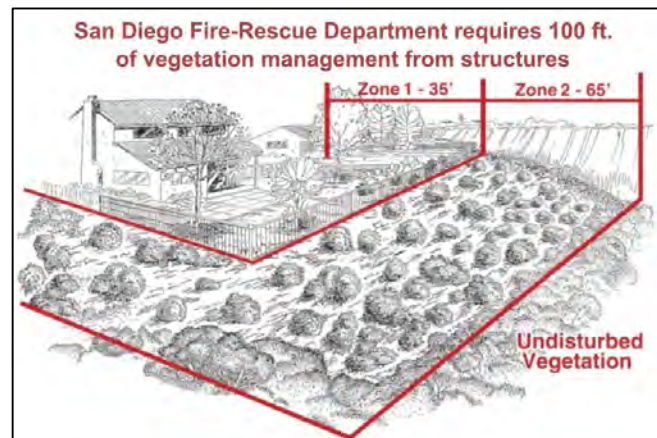 San Diego Fire-Rescue Department requires 100 ft.
of vegetation management from structures
Zone 1 - 35'
Zone 2 - 65'
Undisturbed
Vegetation